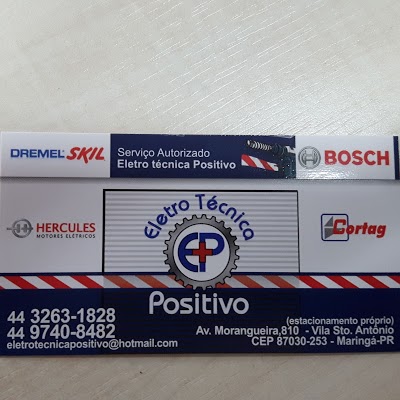 DREMEL SKIL
Serviço Autorizado
Eletro técnica Positivo
BOSCH
HERCULES
MOTORES ELÉTRICOS
Eletro Técnica
EP
Positivo
Cortag
44 3263-1828
44 9740-8482
eletrotecnicapositivo@hotmail.com
(estacionamento próprio)
Av. Morangueira,810 - Vila Sto. Antônio
CEP 87030-253 - Maringá-PR